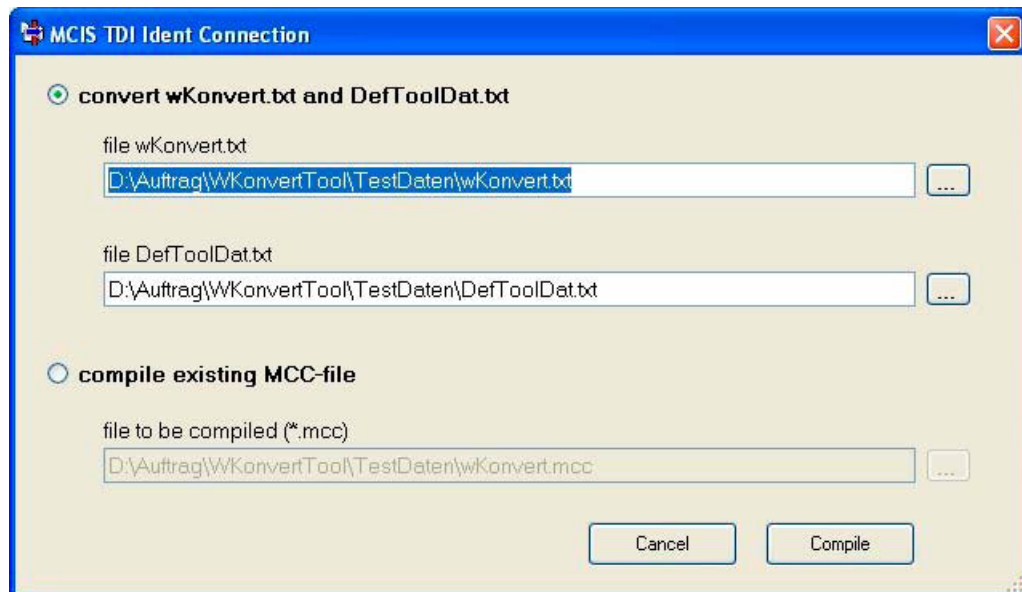 MCIS TDI Ident Connection
convert wKonvert.txt and DefToolDat.txt
file wKonvert.txt
D:\Auftrag\WKonvertTool\TestDaten\wKonvert.txt
...
file DefToolDat.txt
D:\Auftrag\WKonvertTool\TestDaten\DefToolDat.txt
...
compile existing MCC-file
file to be compiled (*.mcc)
D:\Auftrag\WKonvertTool\TestDaten\wKonvert.mcc
...
Cancel
Compile